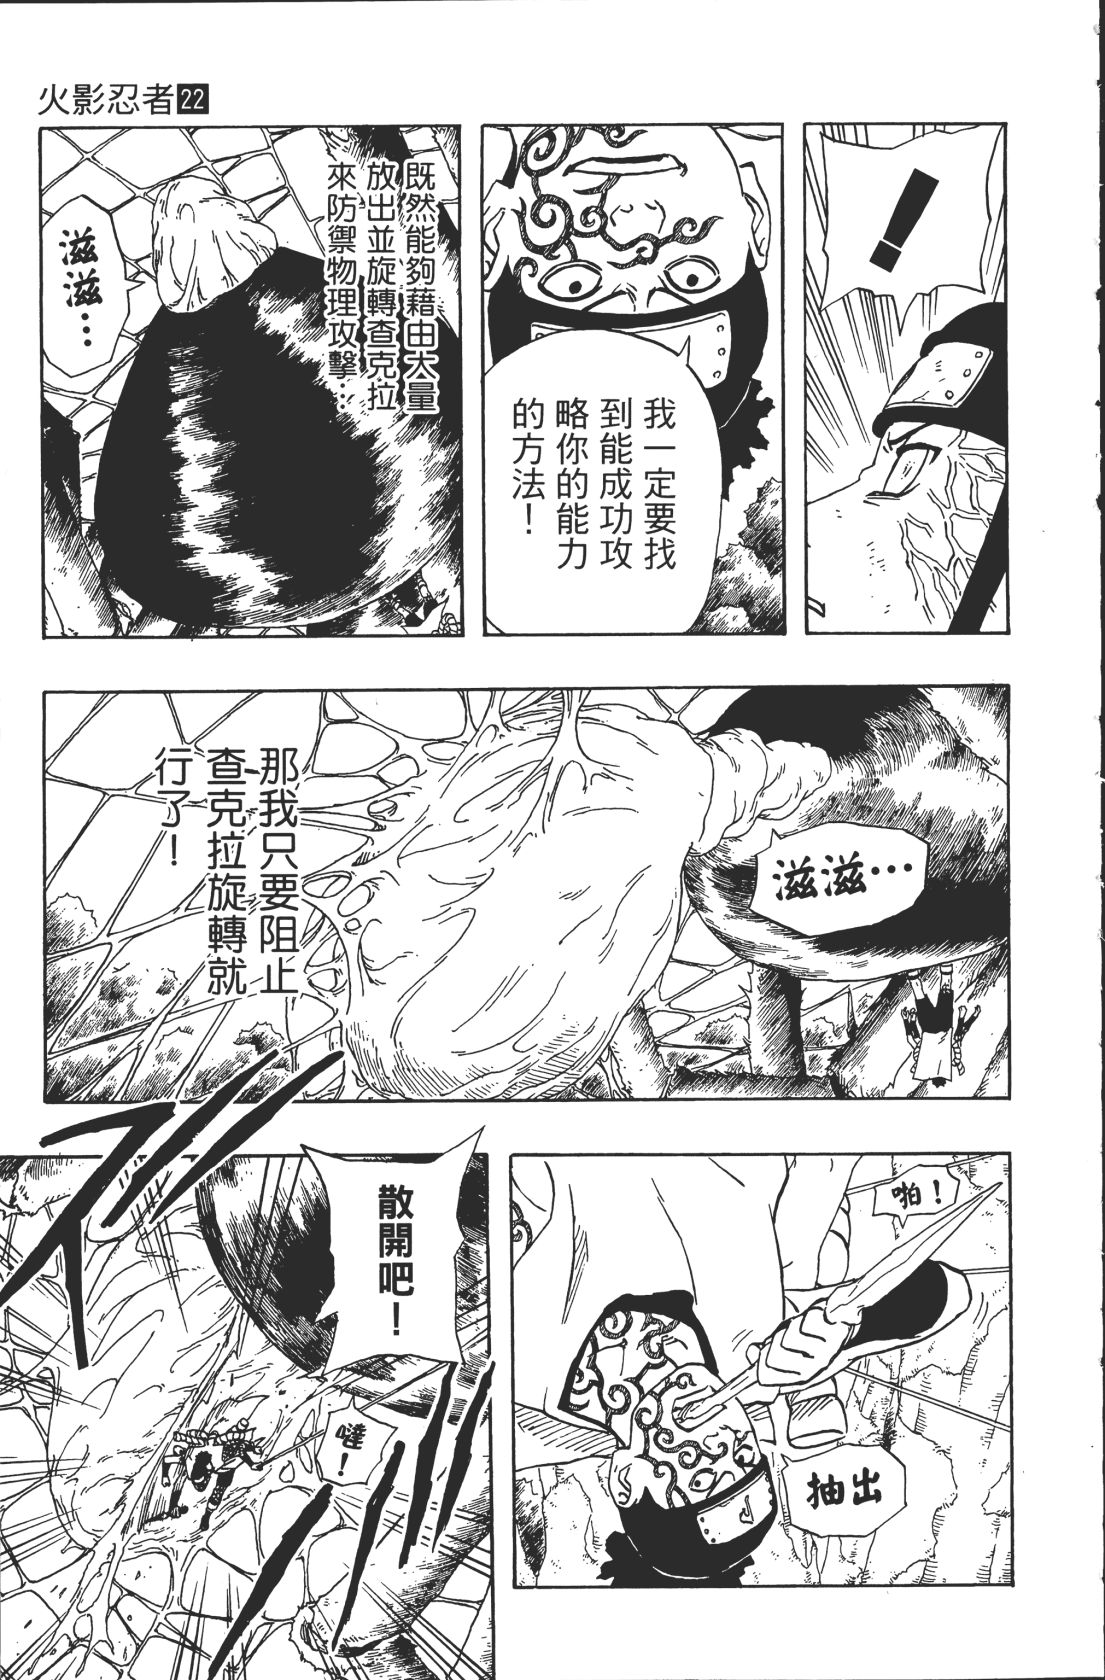 火影忍者22
！
我一定要找
到能成功攻
略你的能力
的方法！
既然能夠藉由大量
放出並旋轉查克拉
來防禦物理攻擊…
滋
滋…
滋滋…
那我只要阻止
查克拉旋轉就
行了！
啪！
抽出
散開吧！
噠！